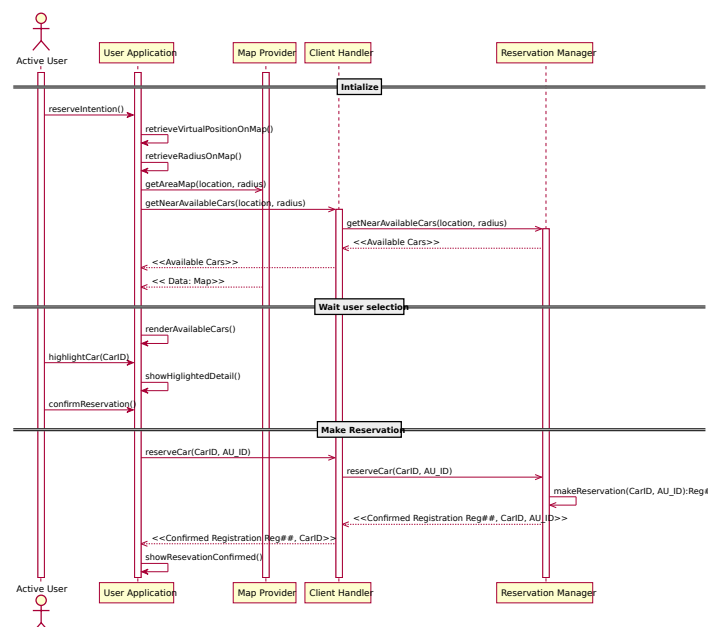 Active User
User Application
Map Provider
Client Handler
Reservation Manager
Intialize
reserveIntention()
retrieveVirtualPositionOnMap()
retrieveRadiusOnMap()
getAreaMap(location, radius)
getNearAvailableCars(location, radius)
getNearAvailableCars(location, radius)
<<Available Cars>>
<<Available Cars>>
<< Data: Map>>
Wait user selection
renderAvailableCars()
highlightCar(CarID)
showHiglightedDetail()
confirmReservation()
Make Reservation
reserveCar(CarID, AU_ID)
reserveCar(CarID, AU_ID)
makeReservation(CarID, AU_ID):Reg#
<<Confirmed Registration Reg##, CarID, AU_ID>>
<<Confirmed Registration Reg##, CarID>>
showResevationConfirmed()
Active User
User Application
Map Provider
Client Handler
Reservation Manager